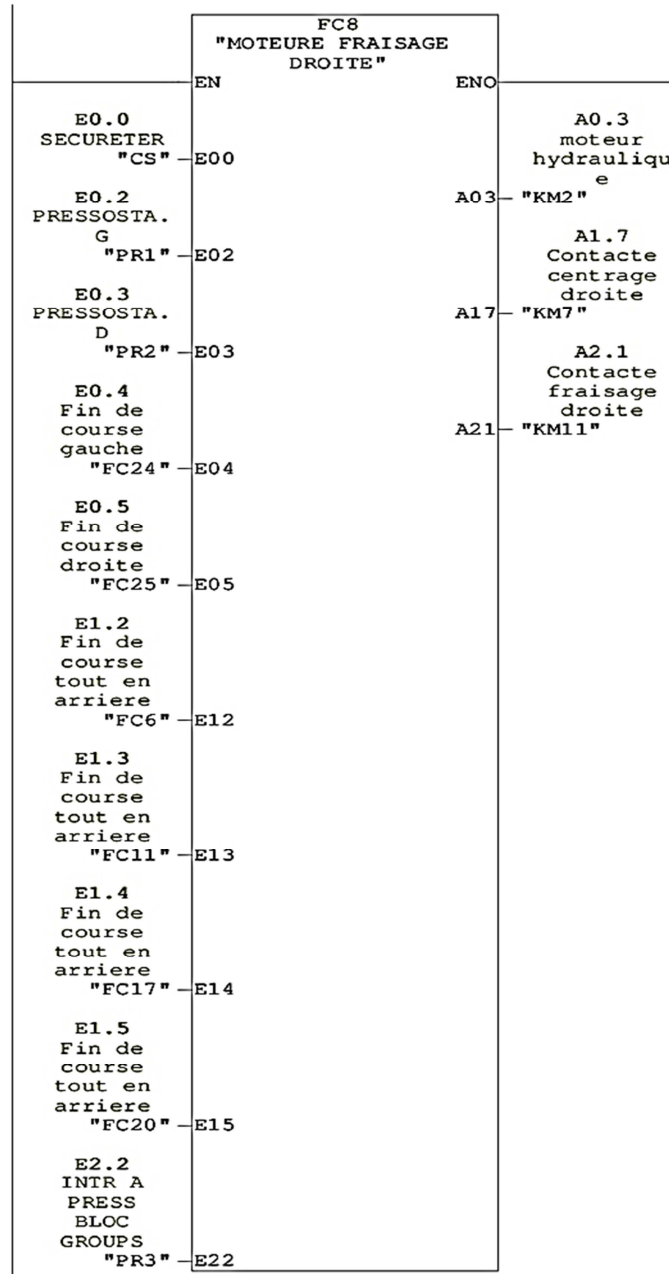 FC8
"MOTEURE FRAISAGE
DROITE"
EN ENO
E0.0
SECURETER
"CS" E00
E0.2
PRESSOSTA.
G
"PR1" E02
E0.3
PRESSOSTA.
D
"PR2" E03
E0.4
Fin de
course
gauche
"FC24" E04
E0.5
Fin de
course
droite
"FC25" E05
E1.2
Fin de
course
tout en
arriere
"FC6" E12
E1.3
Fin de
course
tout en
arriere
"FC11" E13
E1.4
Fin de
course
tout en
arriere
"FC17" E14
E1.5
Fin de
course
tout en
arriere
"FC20" E15
E2.2
INTR A
PRESS
BLOC
GROUPS
"PR3" E22
A0.3
moteur
hydrauliqu
e
A03 "KM2"
A1.7
Contacte
centrage
droite
A17 "KM7"
A2.1
Contacte
fraisage
droite
A21 "KM11"